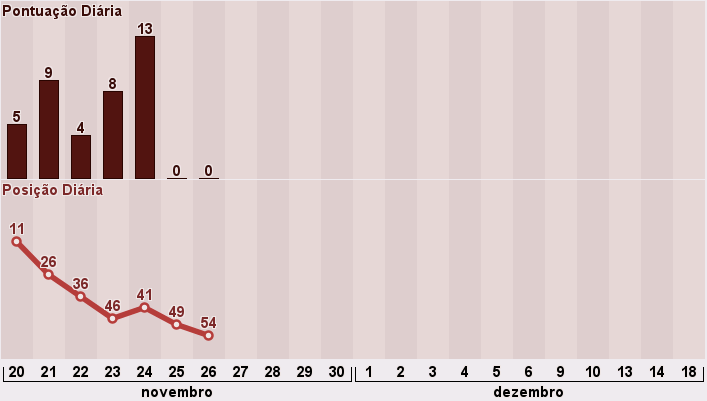 Pontuação Diária
5 9 4 8 13 0 0
Posição Diária
11 26 36 46 41 49 54
20 21 22 23 24 25 26 27 28 29 30 1 2 3 4 5 6 9 10 13 14 18
novembro dezembro